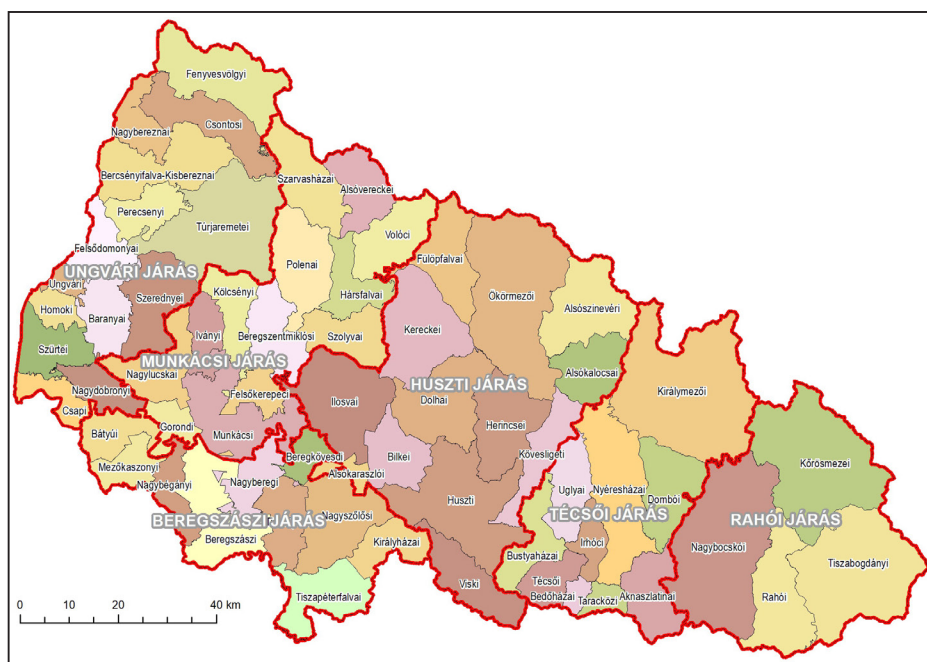 Fenyvesvölgyi
Csontosi
Nagybereznai
Bercsényifalva-Kisbereznai
Szarvasházai
Alsóvereckei
Perecsenyi
Túrjaremetei
Volóci
Felsődomonyai
Polenai
Fülöpfalvai
UNGVÁRI JÁRÁS
Ungvári
Szerednyei
Kölcsényi
Hársfalvai
Ökörmezői
Alsószinevéri
Homoki
Baranyai
Iványi
Beregszentmiklósi
Szolyvai
Kereckei
Szürtei
MUNKÁCSI JÁRÁS
Nagylucskai
Alsókalocsai
Királymezői
Nagydobronyi
Felsőkerepeci
Ilosvai
HUSZTI JÁRÁS
Dolhai
Csapi
Gorondi
Munkácsi
Herincsei
Bátyúi
Beregkövesdi
Bilkei
Kövesligeti
Mezőkaszonyi
Alsókaraszlói
Kőrösmezei
Nagybégányi
Nagyberegi
Uglyai
Nyéresházai
Dombói
Huszti
BEREGSZÁSZI JÁRÁS
Nagyszőlősi
TÉCSŐI JÁRÁS
RAHÓI JÁRÁS
Beregszászi
Királyházai
Irhóci
Nagybocskói
Bustyaházai
Tiszabogdányi
Viski
Técsői
Tiszapéterfalvai
Bedőházai
Taracközi
Aknaszlatinai
Rahói
0 10 20 40 km